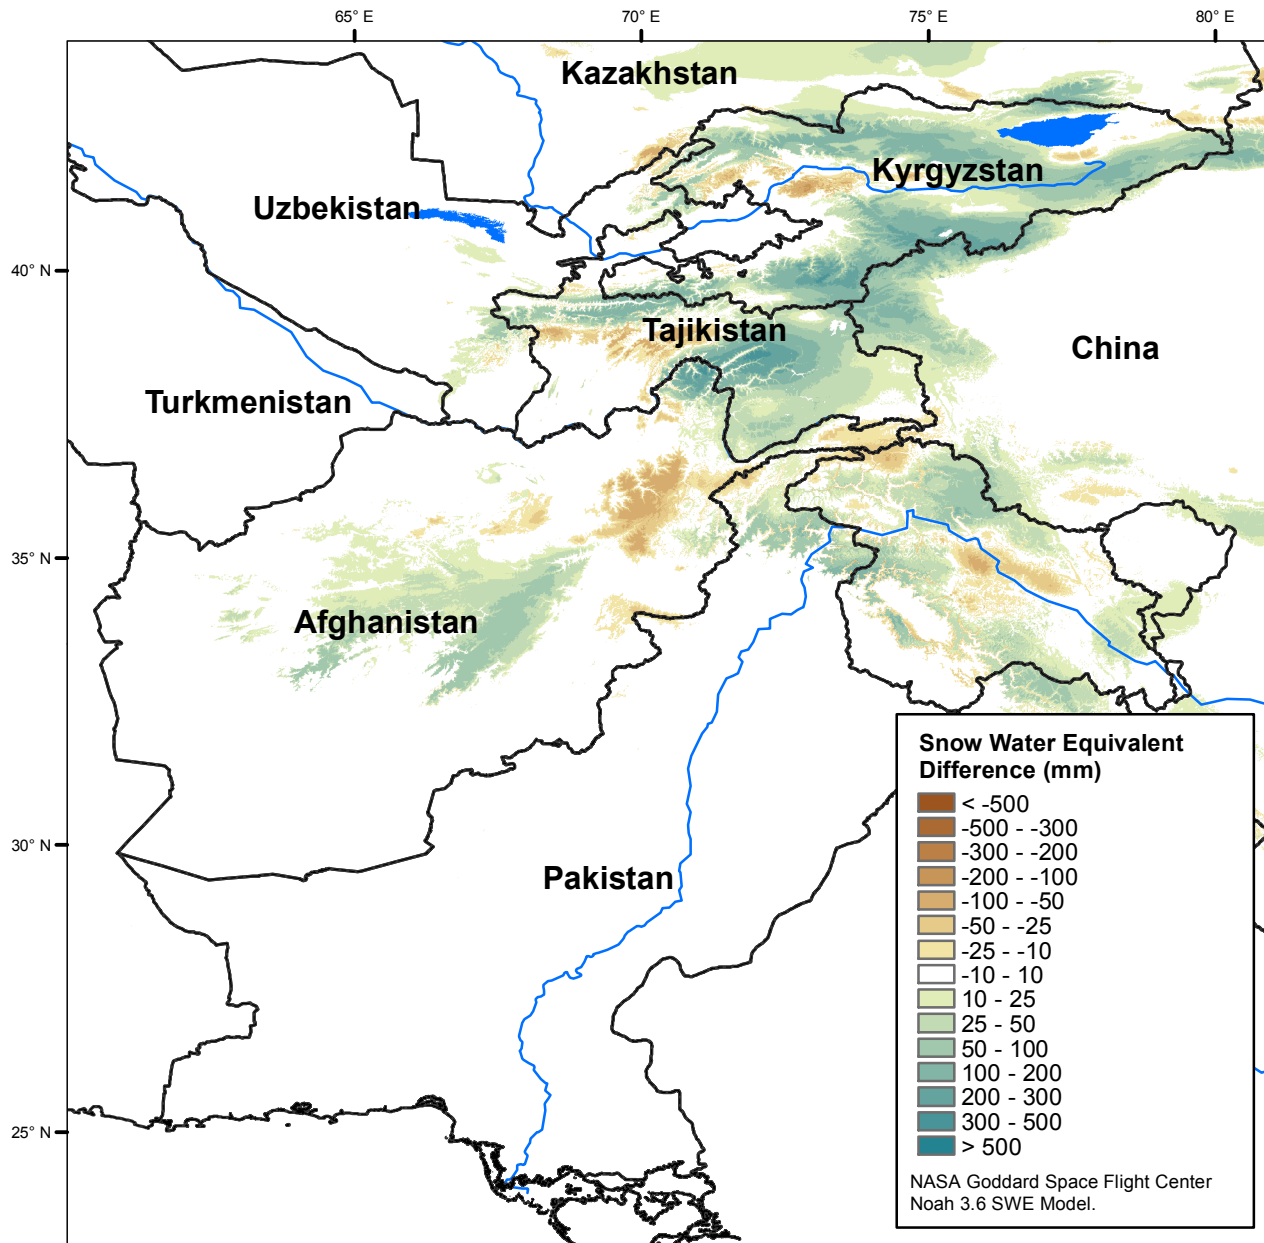 65° E
70° E
75° E
80° E
Kazakhstan
Kyrgyzstan
Uzbekistan
40° N
Tajikistan
China
Turkmenistan
35° N
Afghanistan
Snow Water Equivalent
Difference (mm)
< -500
-500 - -300
-300 - -200
-200 - -100
-100 - -50
-50 - -25
-25 - -10
-10 - 10
10 - 25
25 - 50
50 - 100
100 - 200
200 - 300
300 - 500
> 500
NASA Goddard Space Flight Center
Noah 3.6 SWE Model.
30° N
Pakistan
25° N